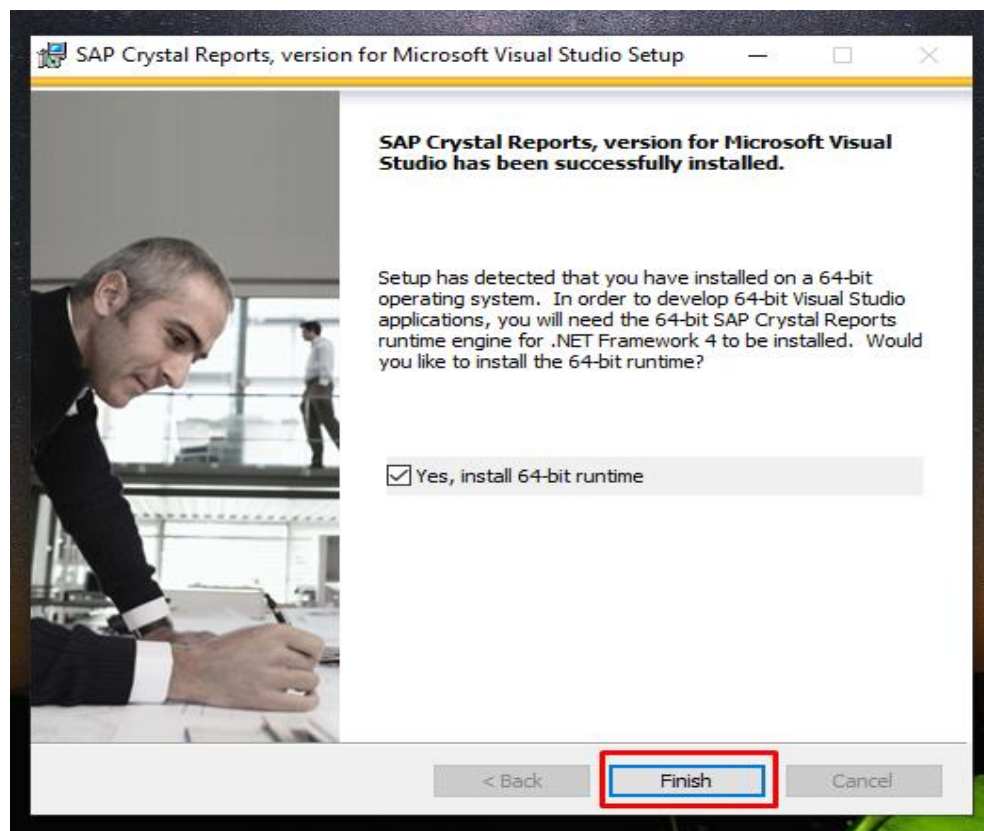 SAP Crystal Reports, version for Microsoft Visual Studio Setup
SAP Crystal Reports, version for Microsoft Visual
Studio has been successfully installed.
Setup has detected that you have installed on a 64-bit
operating system. In order to develop 64-bit Visual Studio
applications, you will need the 64-bit SAP Crystal Reports
runtime engine for .NET Framework 4 to be installed. Would
you like to install the 64-bit runtime?
Yes, install 64-bit runtime
< Back Finish Cancel